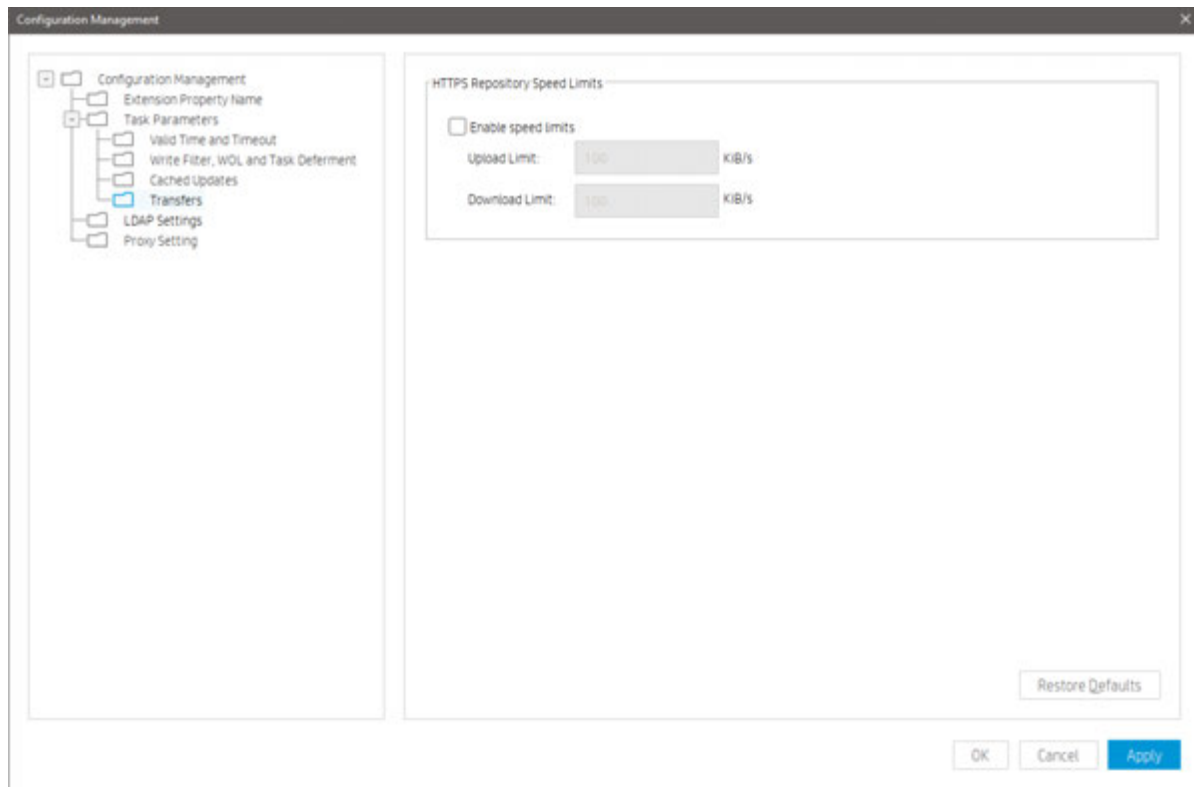 Configuration Management
Configuration Management
Extension Property Name
Task Parameters
Valid Time and Timeout
Write Filter, WOL and Task Deferment
Cached Updates
Transfers
LDAP Settings
Proxy Setting
HTTPS Repository Speed Limits
Enable speed limits
Upload Limit: 100 KiB/s
Download Limit: 100 KiB/s
Restore Defaults
OK Cancel Apply